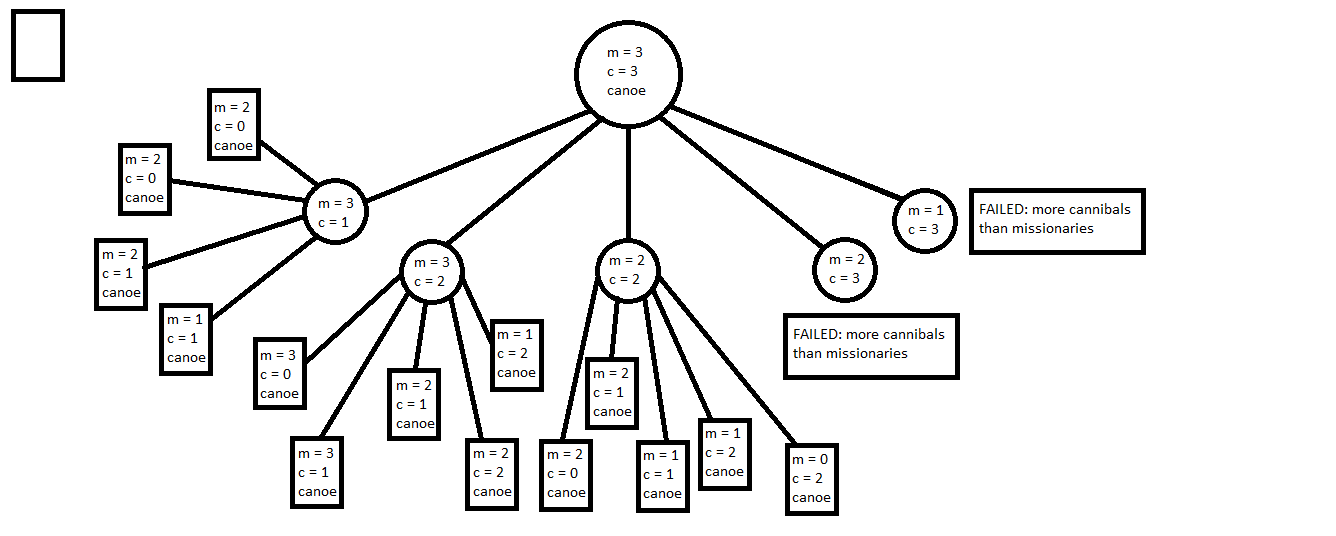 m = 3
c = 3
canoe
m = 2
c = 0
canoe
m = 2
c = 0
canoe
m = 2
c = 1
canoe
m = 1
c = 1
canoe
m = 3
c = 1
m = 3
c = 2
m = 2
c = 2
m = 2
c = 3
m = 1
c = 3
FAILED: more cannibals
than missionaries
FAILED: more cannibals
than missionaries
m = 3
c = 0
canoe
m = 3
c = 1
canoe
m = 2
c = 1
canoe
m = 2
c = 2
canoe
m = 1
c = 2
canoe
m = 2
c = 0
canoe
m = 2
c = 1
canoe
m = 1
c = 1
canoe
m = 1
c = 2
canoe
m = 0
c = 2
canoe